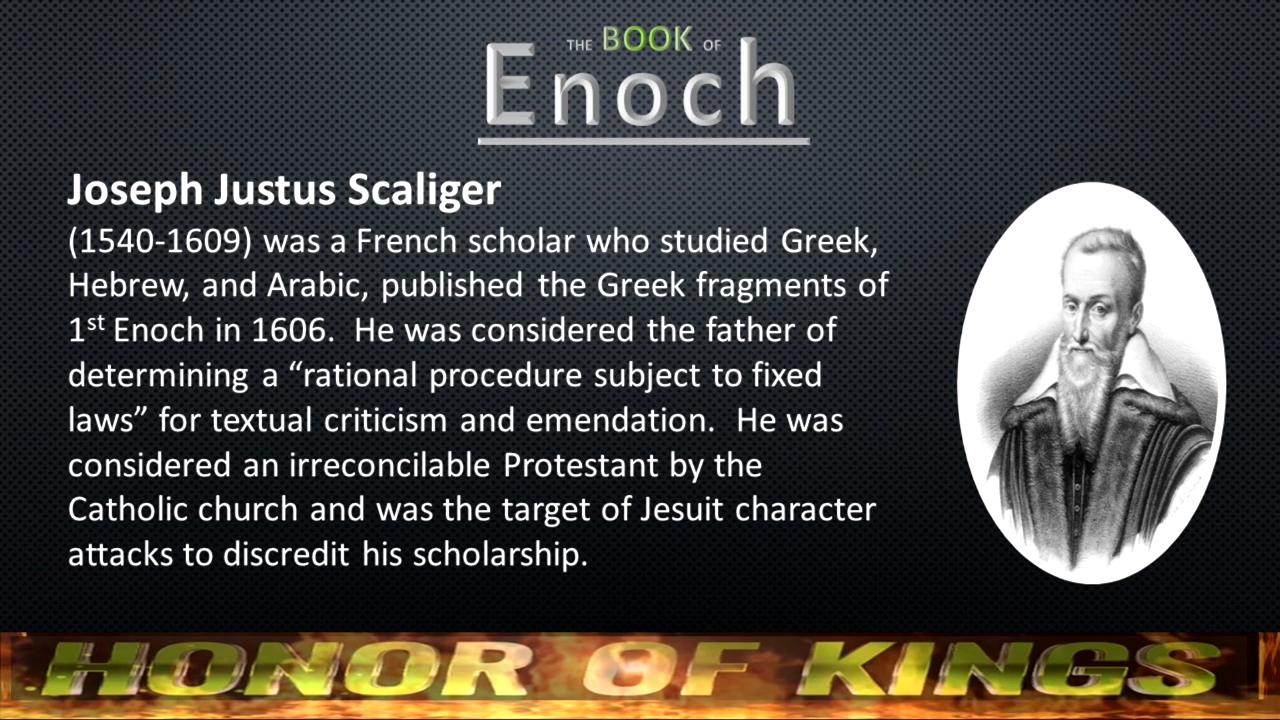 THE BOOK OF
Enoch
Joseph Justus Scaliger
(1540-1609) was a French scholar who studied Greek,
Hebrew, and Arabic, published the Greek fragments of
1st Enoch in 1606.  He was considered the father of
determining a “rational procedure subject to fixed
laws” for textual criticism and emendation.  He was
considered an irreconcilable Protestant by the
Catholic church and was the target of Jesuit character
attacks to discredit his scholarship.
HONOR OF KINGS